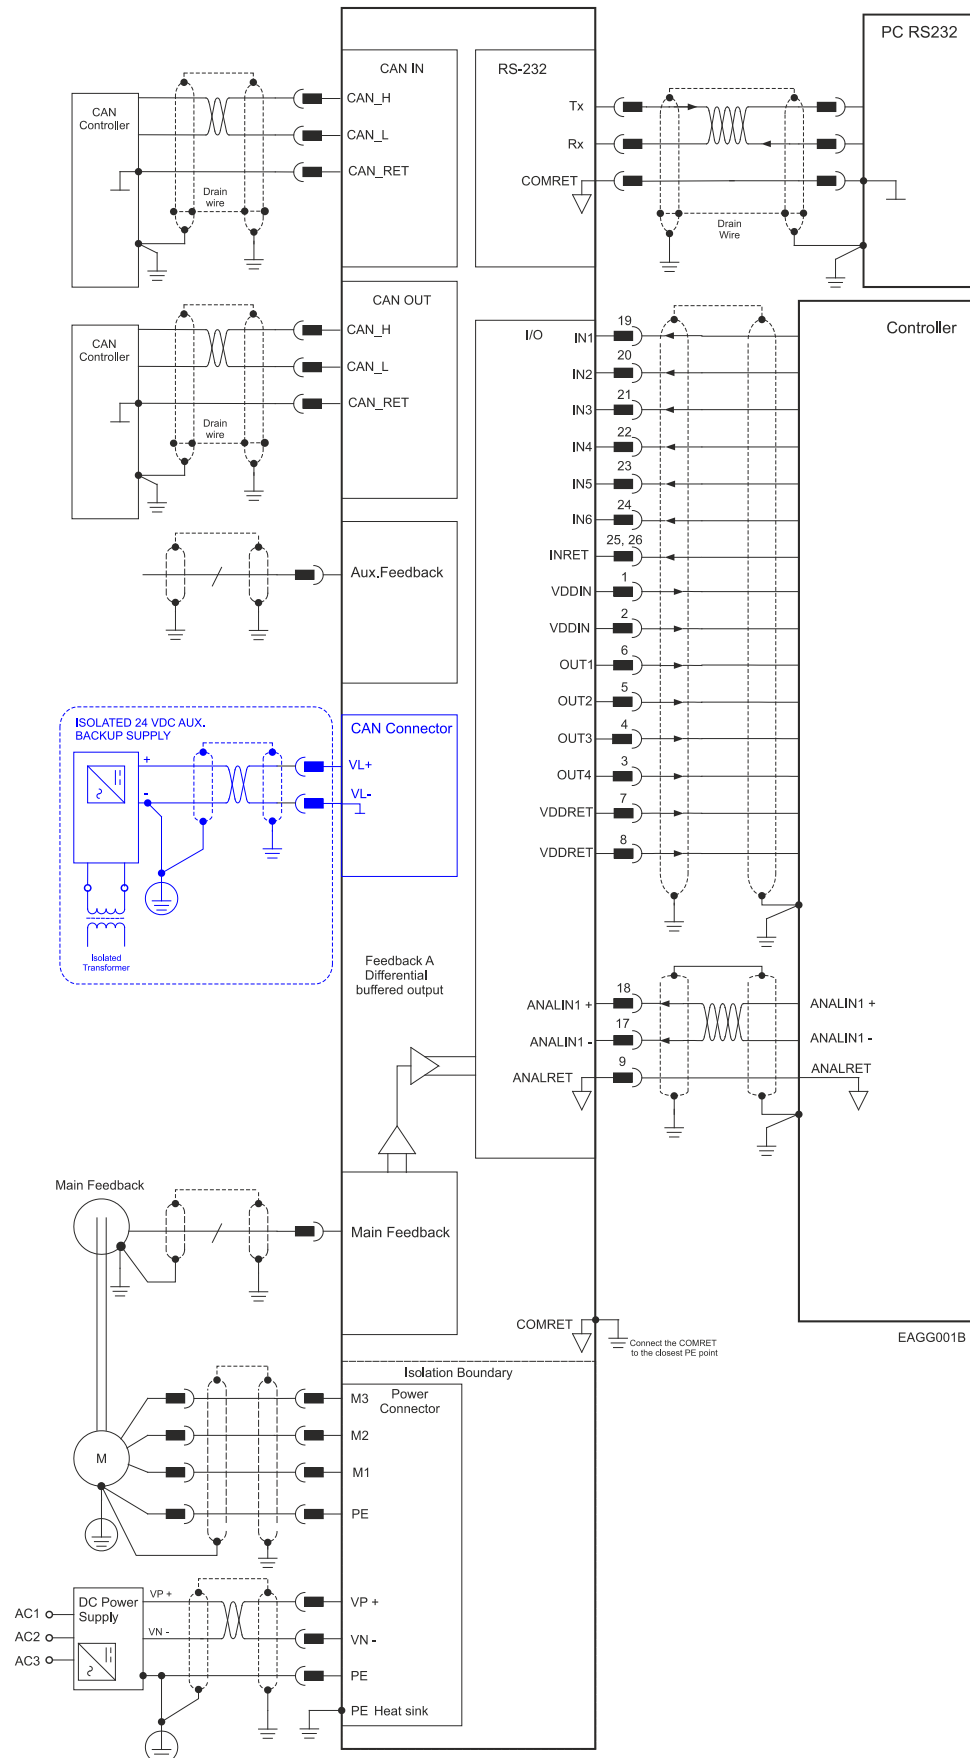 PC RS232
CAN IN
RS-232
CAN
Controller
CAN_H
CAN_L
CAN_RET
Drain
wire
Tx
Rx
COMRET
Drain
Wire
CAN OUT
CAN
Controller
CAN_H
CAN_L
CAN_RET
Drain
wire
Controller
I/O
IN1
19
IN2
20
IN3
21
IN4
22
IN5
23
IN6
24
INRET
25, 26
VDDIN
1
VDDIN
2
OUT1
6
OUT2
5
OUT3
4
OUT4
3
VDDRET
7
VDDRET
8
Aux.Feedback
ISOLATED 24 VDC AUX.
BACKUP SUPPLY
+
-
CAN Connector
VL+
VL-
Isolated
Transformer
Feedback A
Differential
buffered output
ANALIN1 +
18
ANALIN1 +
ANALIN1 -
17
ANALIN1 -
ANALRET
9
ANALRET
Main Feedback
Main Feedback
COMRET
Connect the COMRET
to the closest PE point
EAGG001B
Isolation Boundary
Power
Connector
M3
M2
M
M1
PE
DC Power
Supply
VP +
VN -
AC1
AC2
AC3
VP +
VN -
PE
PE Heat sink